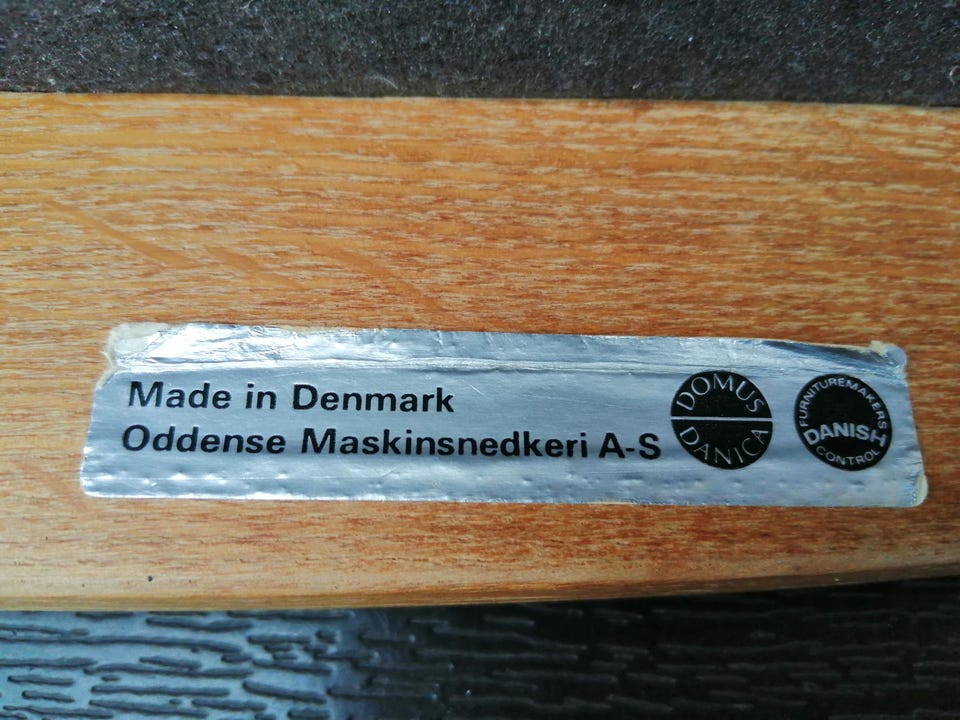 Made in Denmark
Oddense Maskinsnedkeri A-S
DOMUS
DANICA
FURNITUREMAKERS
DANISH
CONTROL